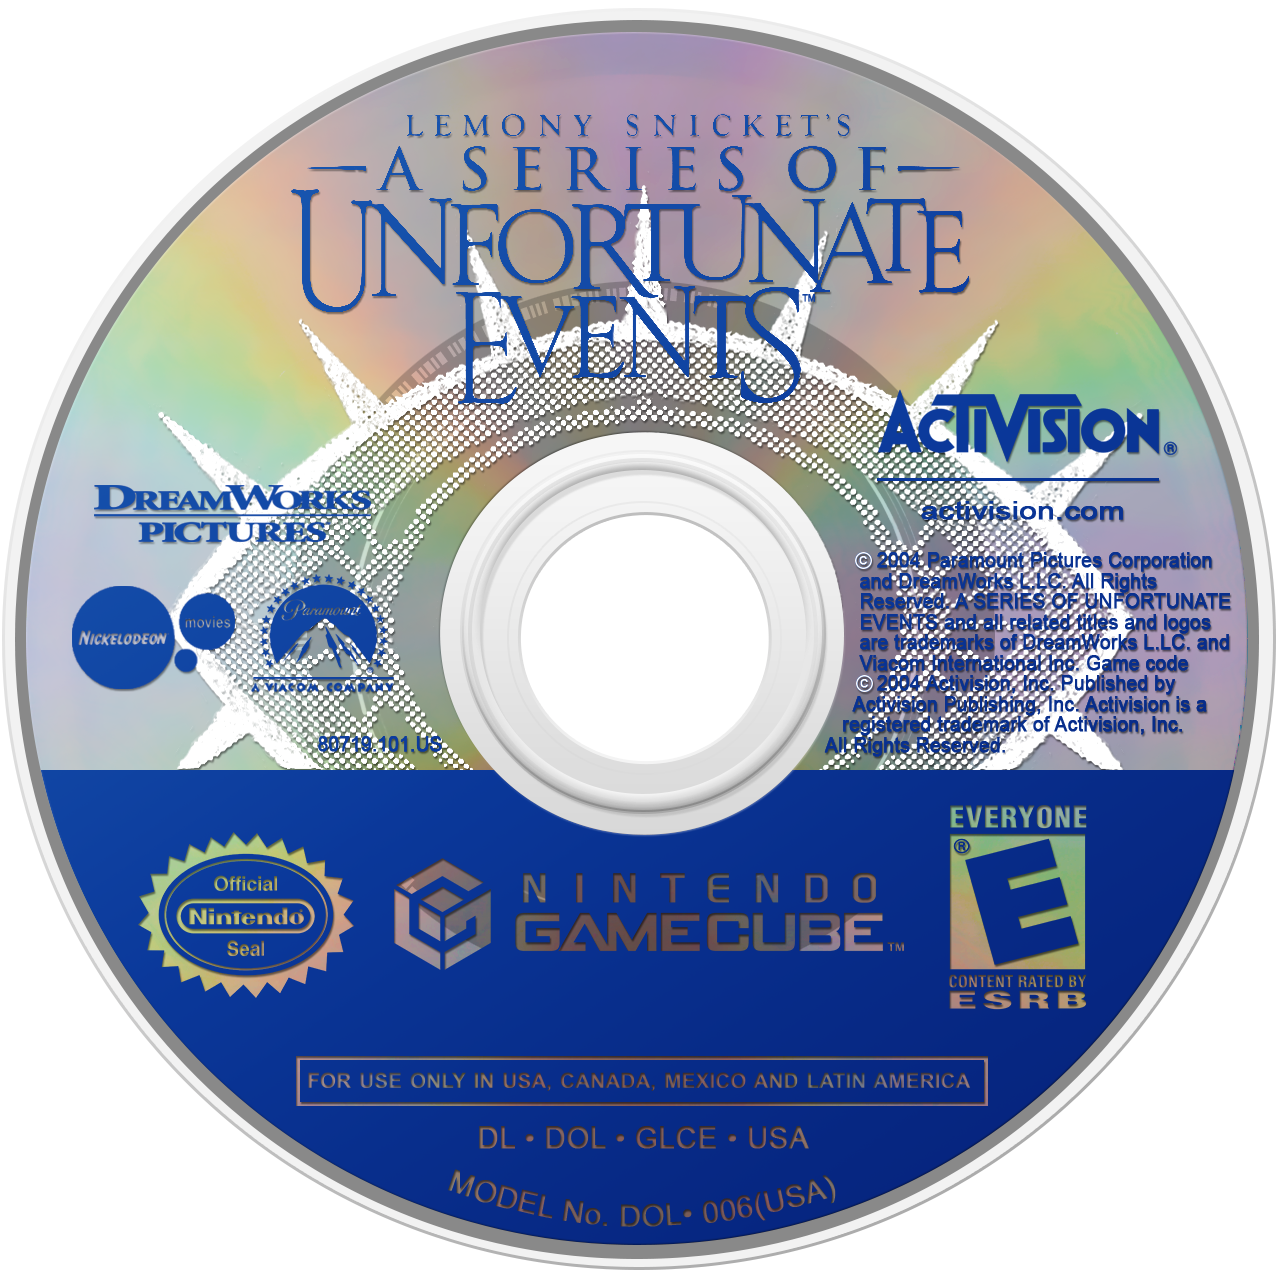 LEMONY SNICKET'S
A SERIES OF
UNFORTUNATE
EVENTS™
ACTIVISION®
activision.com
DREAMWORKS
PICTURES
NICKELODEON
movies
Paramount
A VIACOM COMPANY
80719.101.US
© 2004 Paramount Pictures Corporation
and DreamWorks L.L.C. All Rights
Reserved. A SERIES OF UNFORTUNATE
EVENTS and all related titles and logos
are trademarks of DreamWorks L.L.C. and
Viacom International Inc. Game code
© 2004 Activision, Inc. Published by
Activision Publishing, Inc. Activision is a
registered trademark of Activision, Inc.
All Rights Reserved.
Official
Nintendo®
Seal
NINTENDO
GAMECUBE™
EVERYONE
®
E
CONTENT RATED BY
ESRB
FOR USE ONLY IN USA, CANADA, MEXICO AND LATIN AMERICA
DL • DOL • GLCE • USA
MODEL No. DOL• 006(USA)